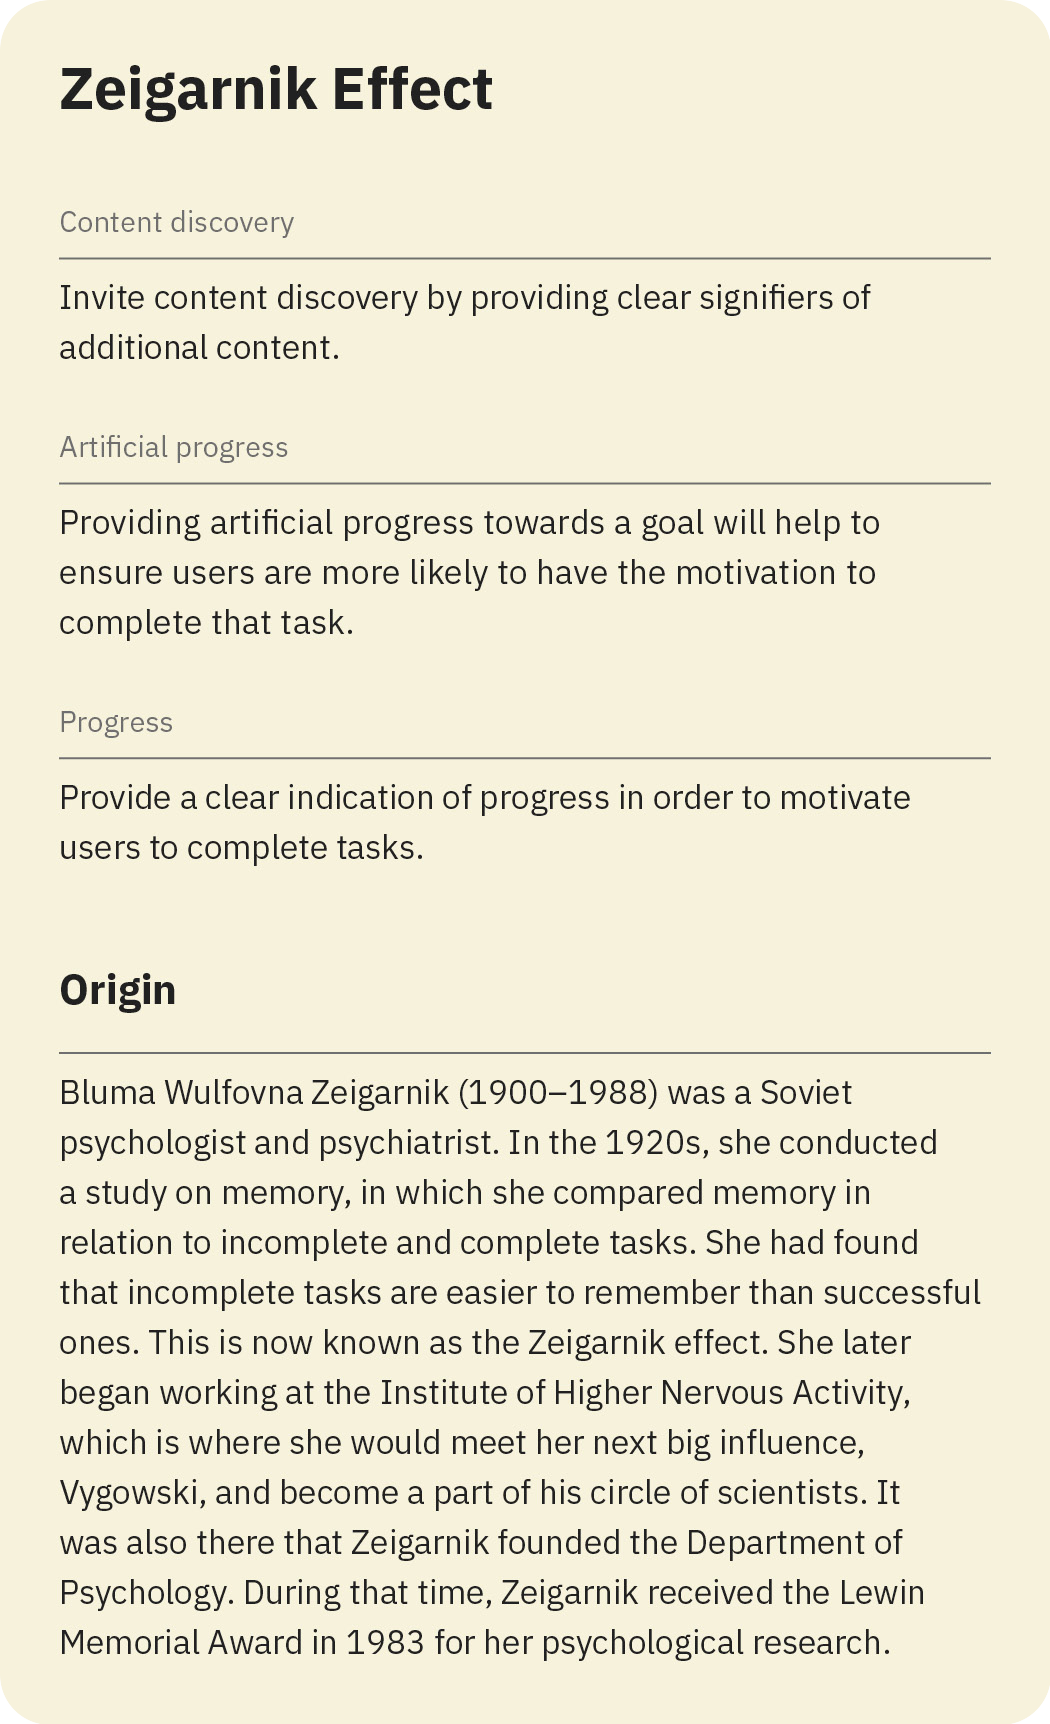 Zeigarnik Effect
Content discovery
Invite content discovery by providing clear signifiers of
additional content.
Artificial progress
Providing artificial progress towards a goal will help to
ensure users are more likely to have the motivation to
complete that task.
Progress
Provide a clear indication of progress in order to motivate
users to complete tasks.
Origin
Bluma Wulfovna Zeigarnik (1900–1988) was a Soviet
psychologist and psychiatrist. In the 1920s, she conducted
a study on memory, in which she compared memory in
relation to incomplete and complete tasks. She had found
that incomplete tasks are easier to remember than successful
ones. This is now known as the Zeigarnik effect. She later
began working at the Institute of Higher Nervous Activity,
which is where she would meet her next big influence,
Vygowski, and become a part of his circle of scientists. It
was also there that Zeigarnik founded the Department of
Psychology. During that time, Zeigarnik received the Lewin
Memorial Award in 1983 for her psychological research.